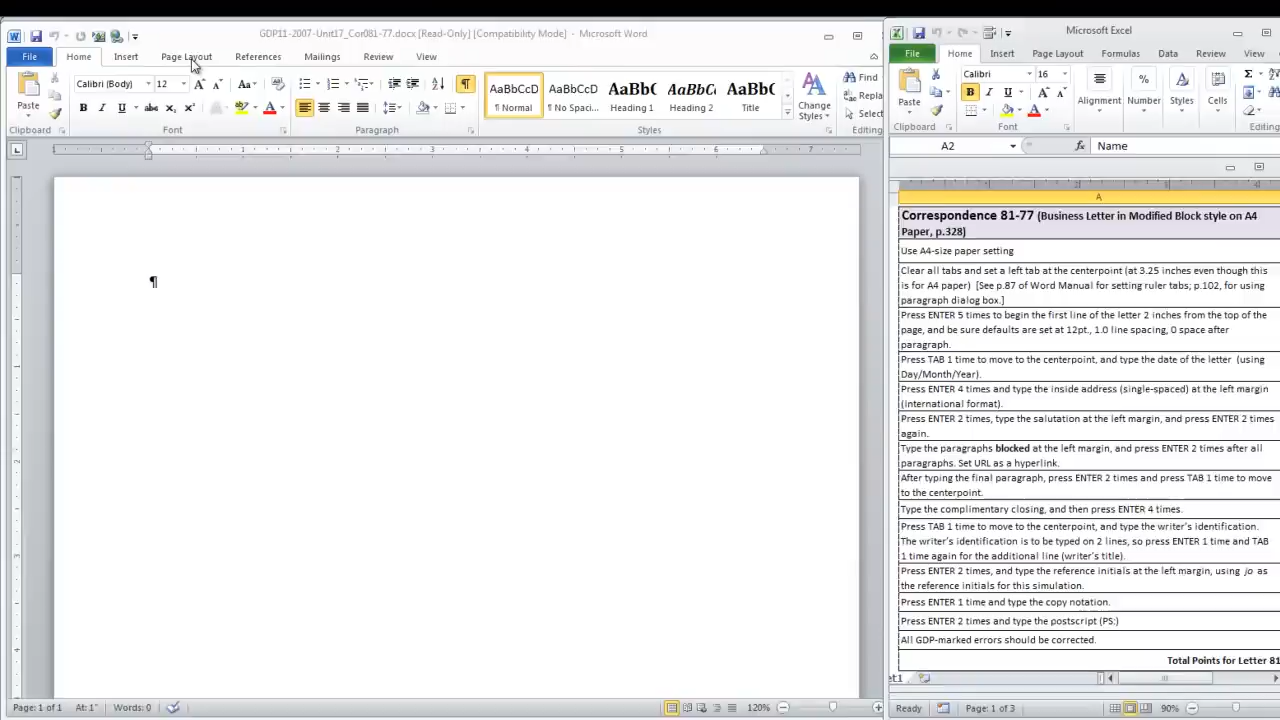 GDP11-2007-Unit17_Cor081-77.docx [Read-Only] [Compatibility Mode] - Microsoft Word
File Home Insert Page Layout References Mailings Review View
Calibri (Body) 12
Paste
B I U abc x₂ x²
AaBbCcD AaBbCcD AaBbC AaBbCc AaBbC
¶ Normal ¶ No Spaci... Heading 1 Heading 2 Title
Change Styles
Find
Repla
Select
Clipboard Font Paragraph Styles Editing
1 2 3 4 5 6 7
¶
Page: 1 of 1 At: 1" Words: 0 120%
Microsoft Excel
File Home Insert Page Layout Formulas Data Review View
Calibri 16
Paste
B I U
Alignment Number Styles Cells
Clipboard Font Editing
A2 fx Name
A
Correspondence 81-77 (Business Letter in Modified Block style on A4
Paper, p.328)
Use A4-size paper setting
Clear all tabs and set a left tab at the centerpoint (at 3.25 inches even though this
is for A4 paper) [See p.87 of Word Manual for setting ruler tabs; p.102, for using
paragraph dialog box.]
Press ENTER 5 times to begin the first line of the letter 2 inches from the top of the
page, and be sure defaults are set at 12pt., 1.0 line spacing, 0 space after
paragraph.
Press TAB 1 time to move to the centerpoint, and type the date of the letter (using
Day/Month/Year).
Press ENTER 4 times and type the inside address (single-spaced) at the left margin
(international format).
Press ENTER 2 times, type the salutation at the left margin, and press ENTER 2 times
again.
Type the paragraphs blocked at the left margin, and press ENTER 2 times after all
paragraphs. Set URL as a hyperlink.
After typing the final paragraph, press ENTER 2 times and press TAB 1 time to move
to the centerpoint.
Type the complimentary closing, and then press ENTER 4 times.
Press TAB 1 time to move to the centerpoint, and type the writer's identification.
The writer's identification is to be typed on 2 lines, so press ENTER 1 time and TAB
1 time again for the additional line (writer's title).
Press ENTER 2 times, and type the reference initials at the left margin, using jo as
the reference initials for this simulation.
Press ENTER 1 time and type the copy notation.
Press ENTER 2 times and type the postscript (PS:)
All GDP-marked errors should be corrected.
Total Points for Letter 81
et1
Ready Page: 1 of 3 90%